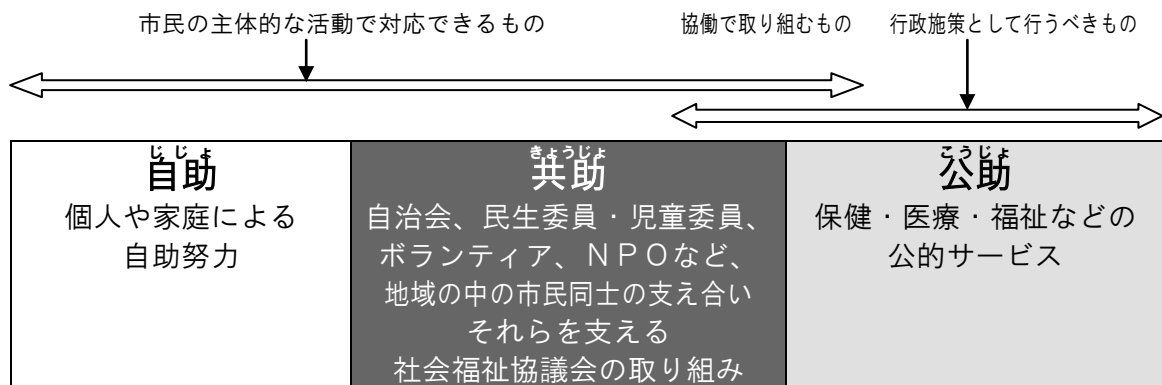 市民の主体的な活動で対応できるもの
協働で取り組むもの
行政施策として行うべきもの
じじょ
自助
個人や家庭による
自助努力
きょうじょ
共助
自治会、民生委員・児童委員、
ボランティア、ＮＰＯなど、
地域の中の市民同士の支え合い
それらを支える
社会福祉協議会の取り組み
こうじょ
公助
保健・医療・福祉などの
公的サービス